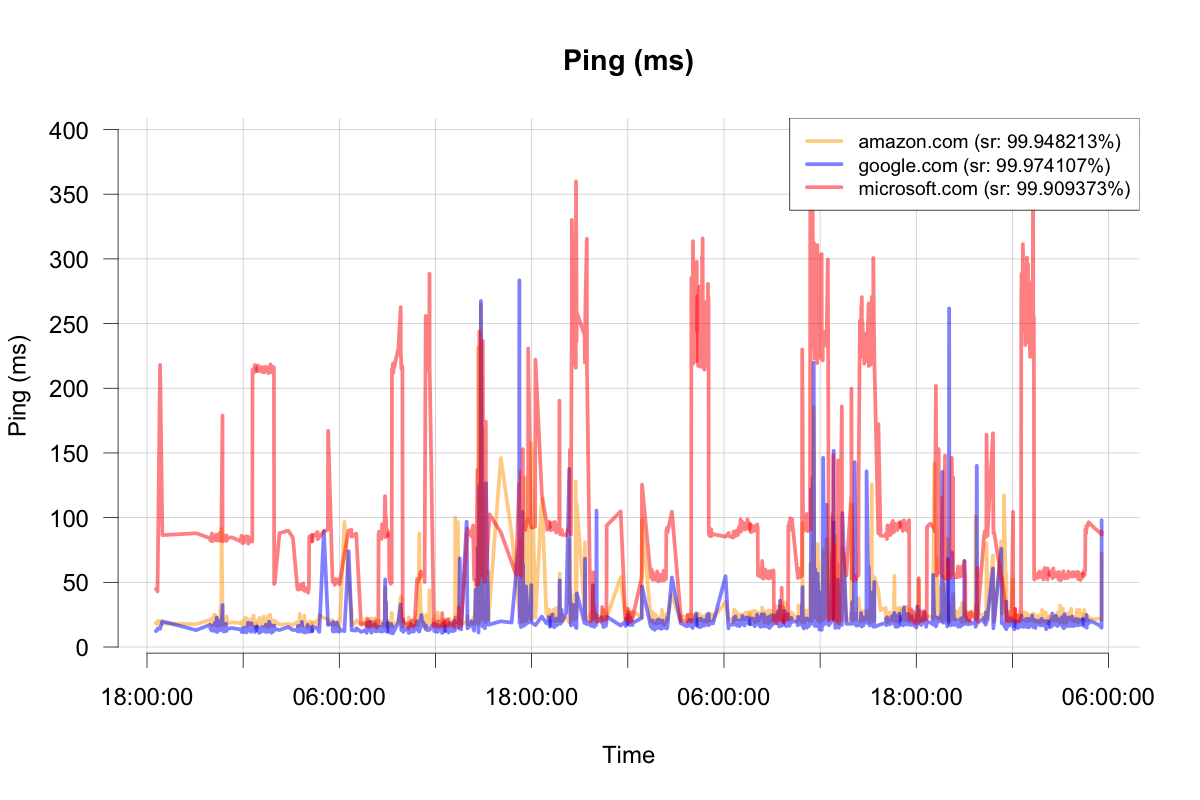 Ping (ms)
400
350
300
250
200
150
100
50
0
Ping (ms)
amazon.com (sr: 99.948213%)
google.com (sr: 99.974107%)
microsoft.com (sr: 99.909373%)
18:00:00 06:00:00 18:00:00 06:00:00 18:00:00 06:00:00
Time